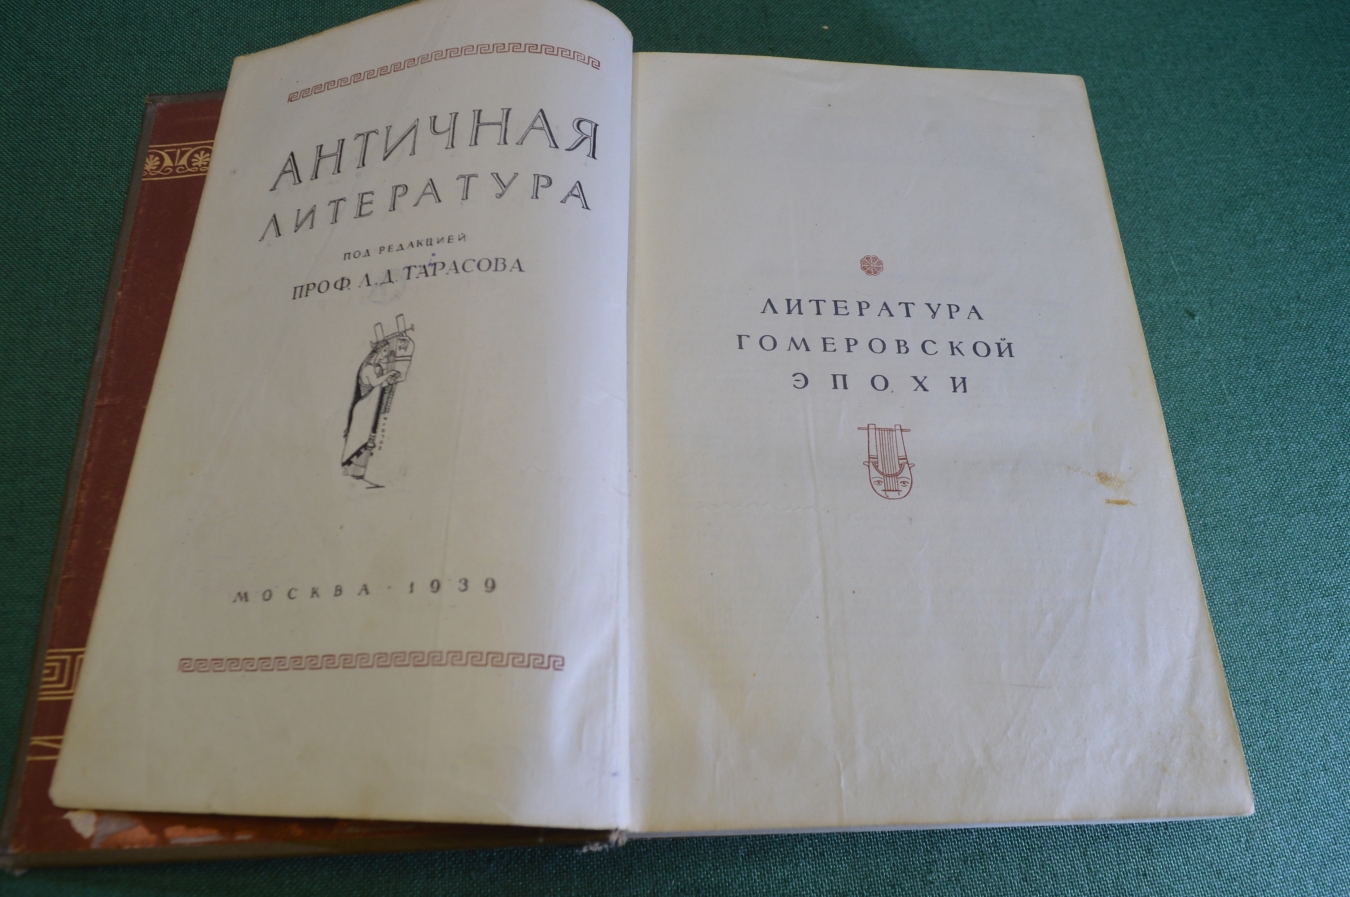 АНТИЧНАЯ
ЛИТЕРАТУРА
ПОД РЕДАКЦИЕЙ
ПРОФ. А. Д. ТАРАСОВА
МОСКВА · 1939
ЛИТЕРАТУРА
ГОМЕРОВСКОЙ
ЭПОХИ